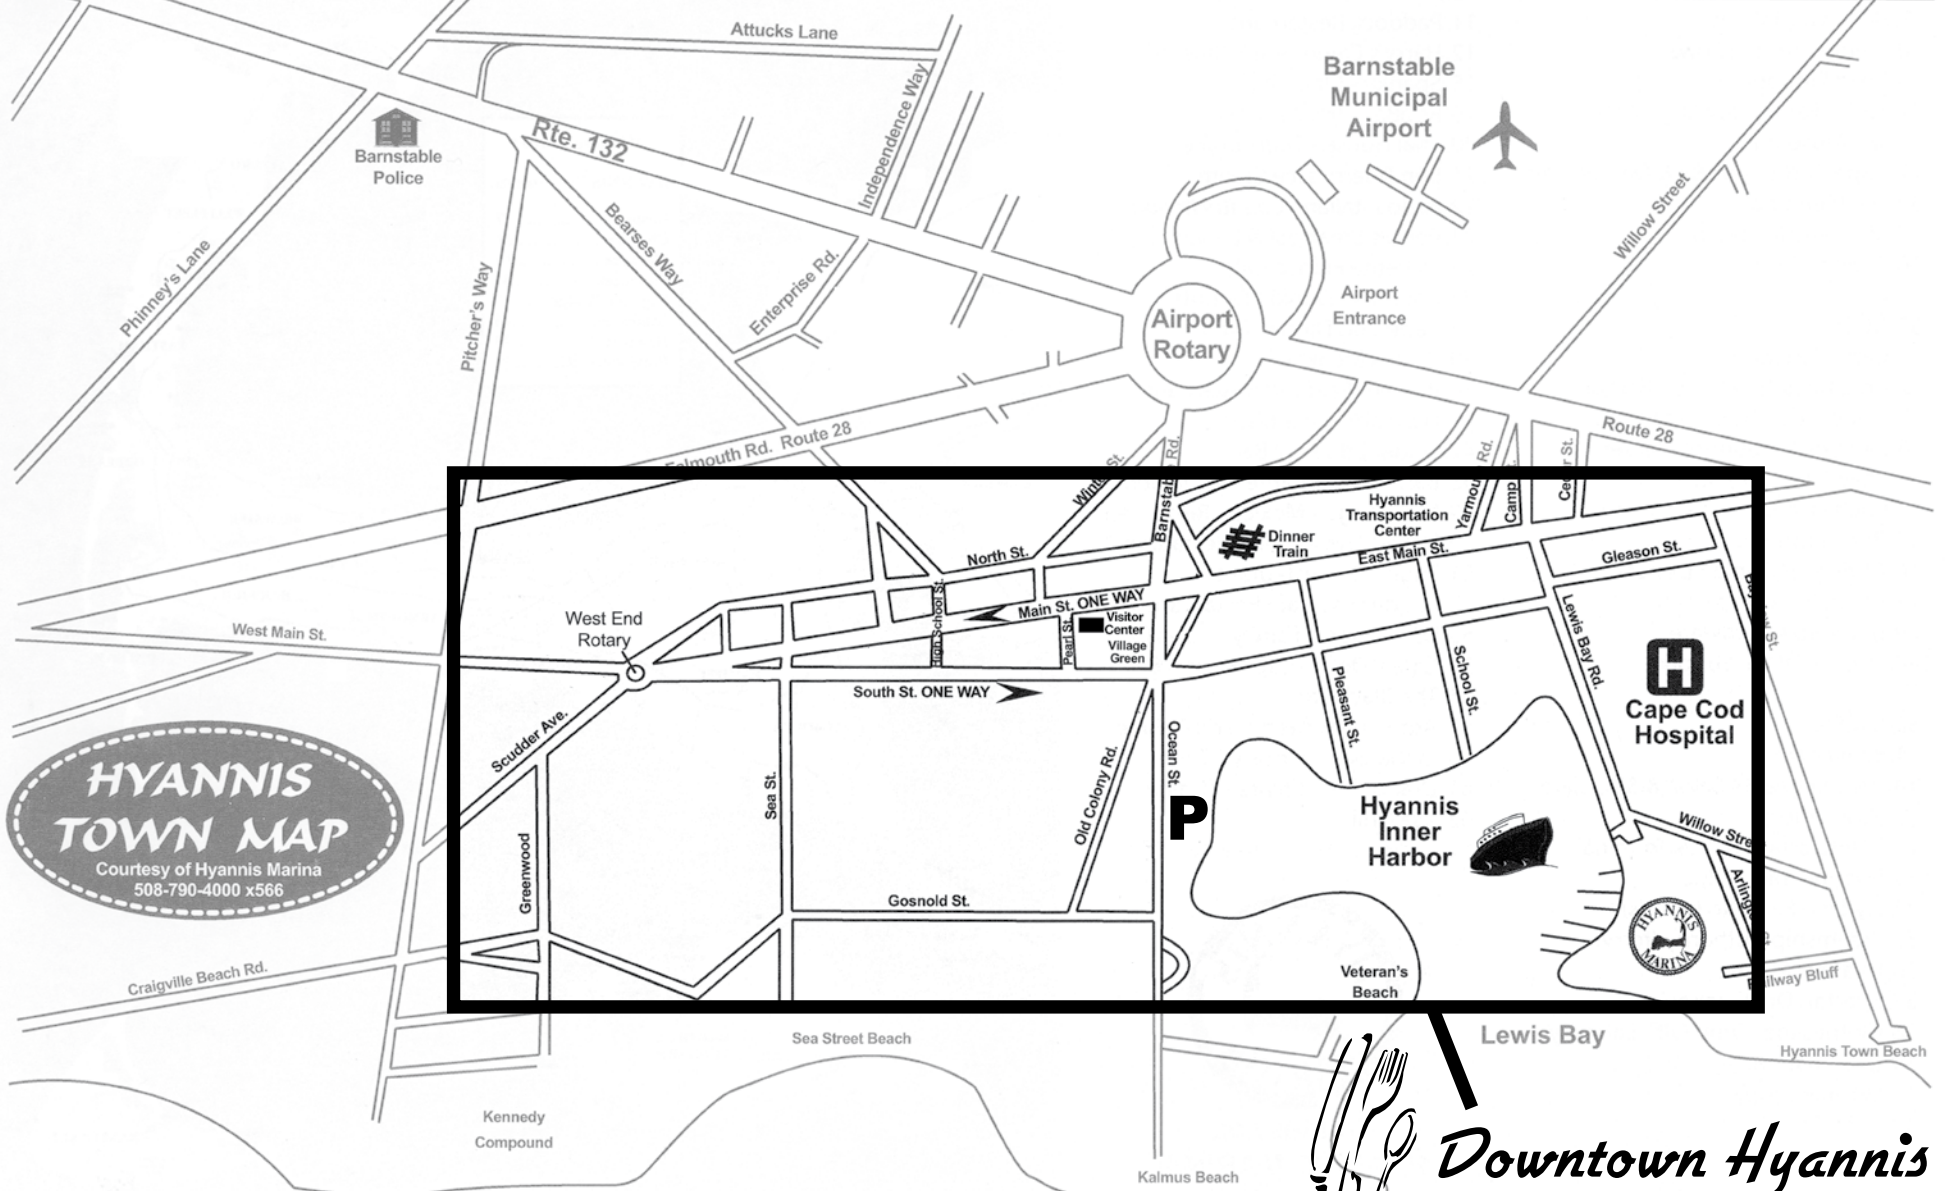 Attucks Lane
Barnstable
Municipal
Airport
Independence Way
Rte. 132
Barnstable
Police
Willow Street
Bearses Way
Phinney's Lane
Pitcher's Way
Enterprise Rd.
Airport
Entrance
Airport
Rotary
Route 28
Falmouth Rd. Route 28
Winter St.
Barnstable Rd.
Yarmouth Rd.
Camp
Cedar St.
Hyannis
Transportation
Center
Dinner
Train
North St.
East Main St.
Gleason St.
High School St.
Main St. ONE WAY
Pearl St.
Visitor
Center
Village
Green
West End
Rotary
West Main St.
Lewis Bay Rd.
H
Cape Cod
Hospital
South St. ONE WAY
Pleasant St.
School St.
Scudder Ave.
Ocean St.
Old Colony Rd.
Sea St.
P
HYANNIS
TOWN MAP
Courtesy of Hyannis Marina
508-790-4000 x566
Hyannis
Inner
Harbor
Willow Stre
Greenwood
Gosnold St.
Arlingt
HYANNIS
MARINA
Craigville Beach Rd.
Veteran's
Beach
Railway Bluff
Sea Street Beach
Lewis Bay
Hyannis Town Beach
Kennedy
Compound
Kalmus Beach
Downtown Hyannis